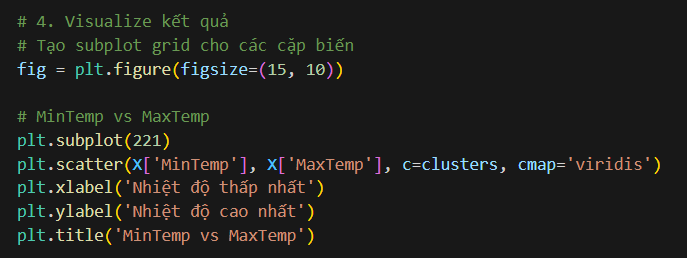 # 4. Visualize kết quả
# Tạo subplot grid cho các cặp biến
fig = plt.figure(figsize=(15, 10))
# MinTemp vs MaxTemp
plt.subplot(221)
plt.scatter(X['MinTemp'], X['MaxTemp'], c=clusters, cmap='viridis')
plt.xlabel('Nhiệt độ thấp nhất')
plt.ylabel('Nhiệt độ cao nhất')
plt.title('MinTemp vs MaxTemp')